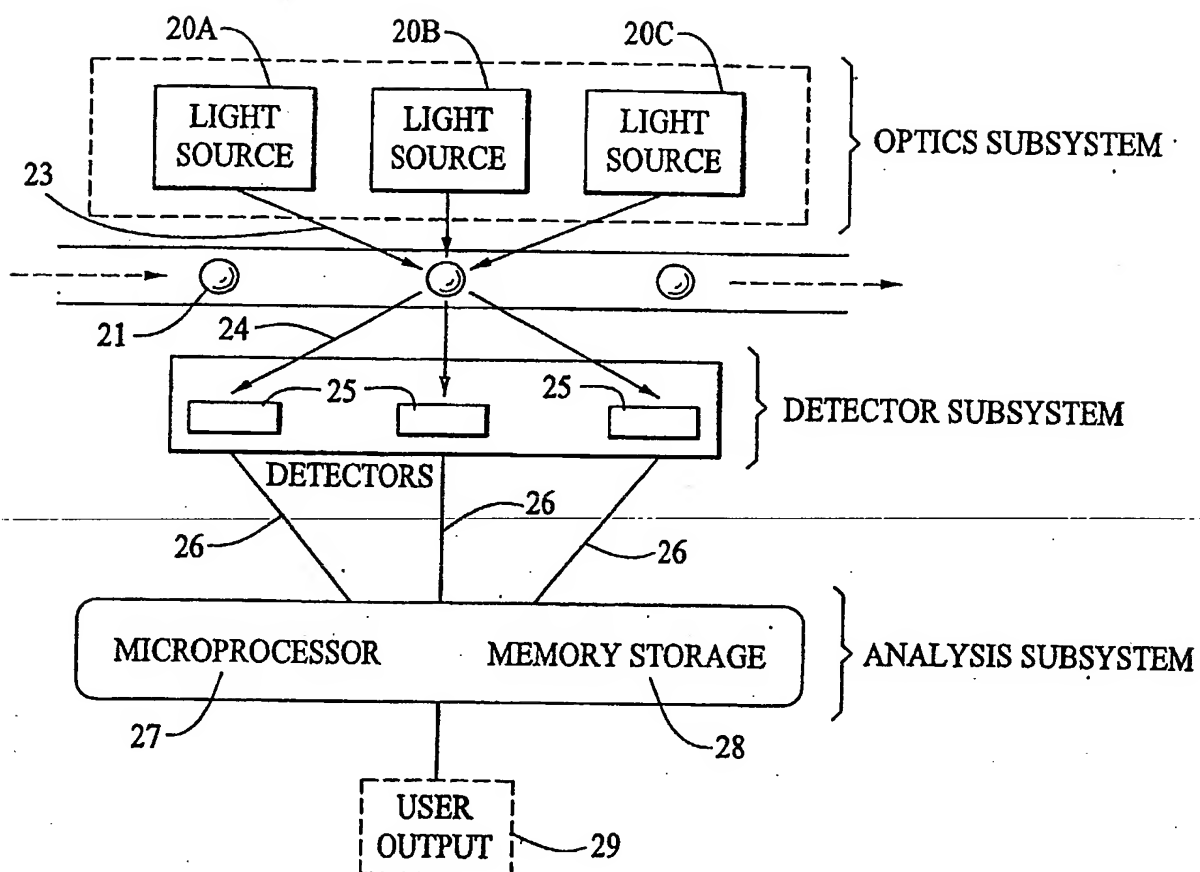 20A
20B
20C
LIGHT
SOURCE
LIGHT
SOURCE
LIGHT
SOURCE
OPTICS SUBSYSTEM
23
21
24
25
25
DETECTOR SUBSYSTEM
DETECTORS
26
26
26
MICROPROCESSOR
MEMORY STORAGE
ANALYSIS SUBSYSTEM
27
28
USER
OUTPUT
29